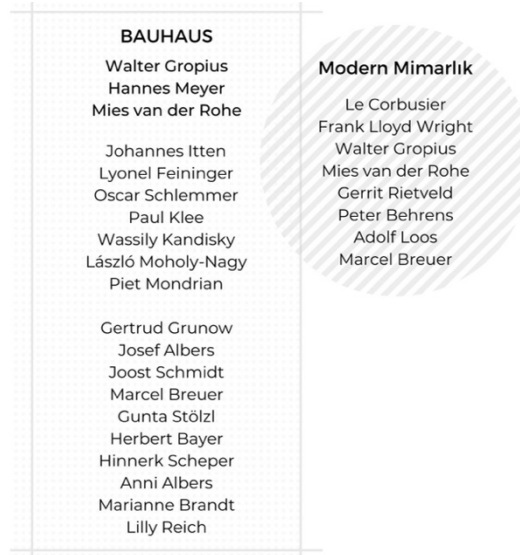 BAUHAUS
Walter Gropius
Hannes Meyer
Mies van der Rohe
Johannes Itten
Lyonel Feininger
Oscar Schlemmer
Paul Klee
Wassily Kandisky
László Moholy-Nagy
Piet Mondrian
Gertrud Grunow
Josef Albers
Joost Schmidt
Marcel Breuer
Gunta Stölzl
Herbert Bayer
Hinnerk Scheper
Anni Albers
Marianne Brandt
Lilly Reich
Modern Mimarlık
Le Corbusier
Frank Lloyd Wright
Walter Gropius
Mies van der Rohe
Gerrit Rietveld
Peter Behrens
Adolf Loos
Marcel Breuer